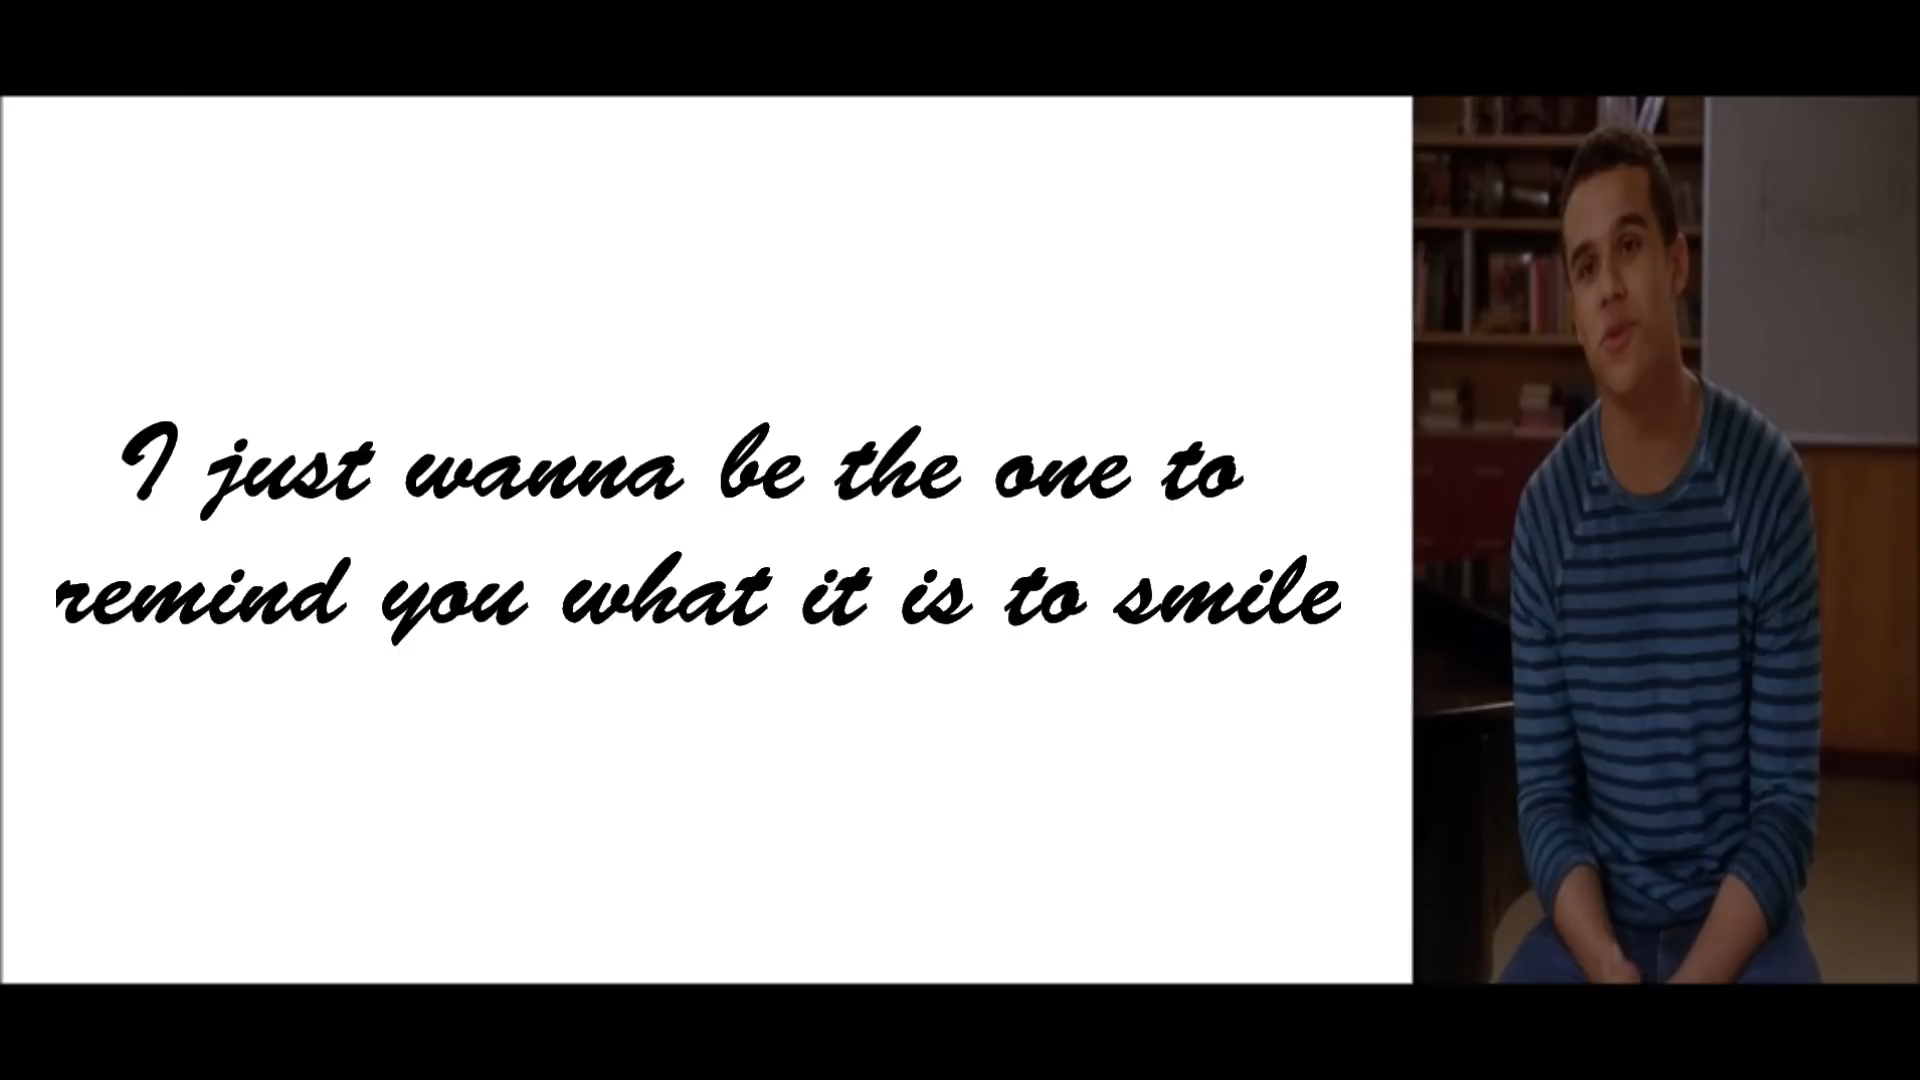 I just wanna be the one to
remind you what it is to smile